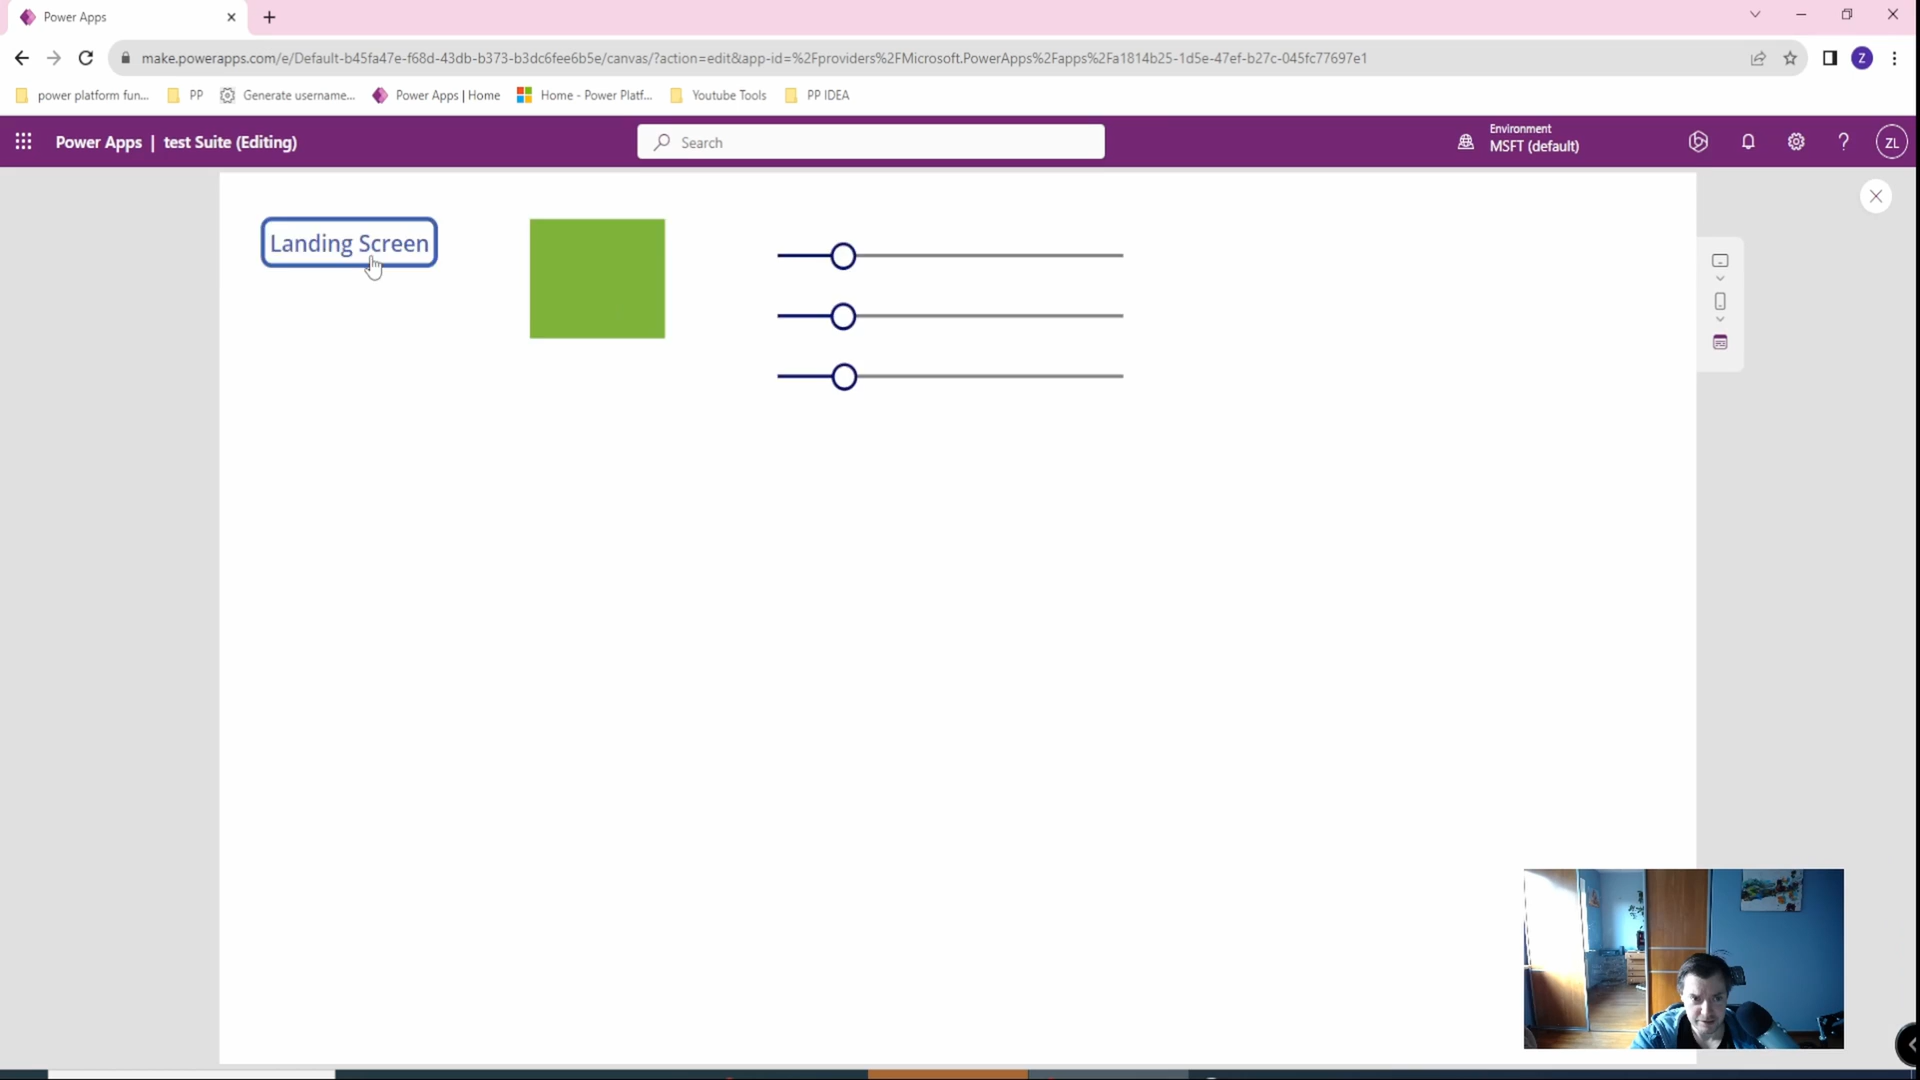 Power Apps
make.powerapps.com/e/Default-b45fa47e-f68d-43db-b373-b3dc6fee6b5e/canvas/?action=edit&app-id=%2Fproviders%2FMicrosoft.PowerApps%2Fapps%2Fa1814b25-1d5e-47ef-b27c-045fc77697e1
Z
power platform fun... PP Generate username... Power Apps | Home Home - Power Platf... Youtube Tools PP IDEA
Power Apps | test Suite (Editing)
Search
Environment
MSFT (default)
ZL
Landing Screen